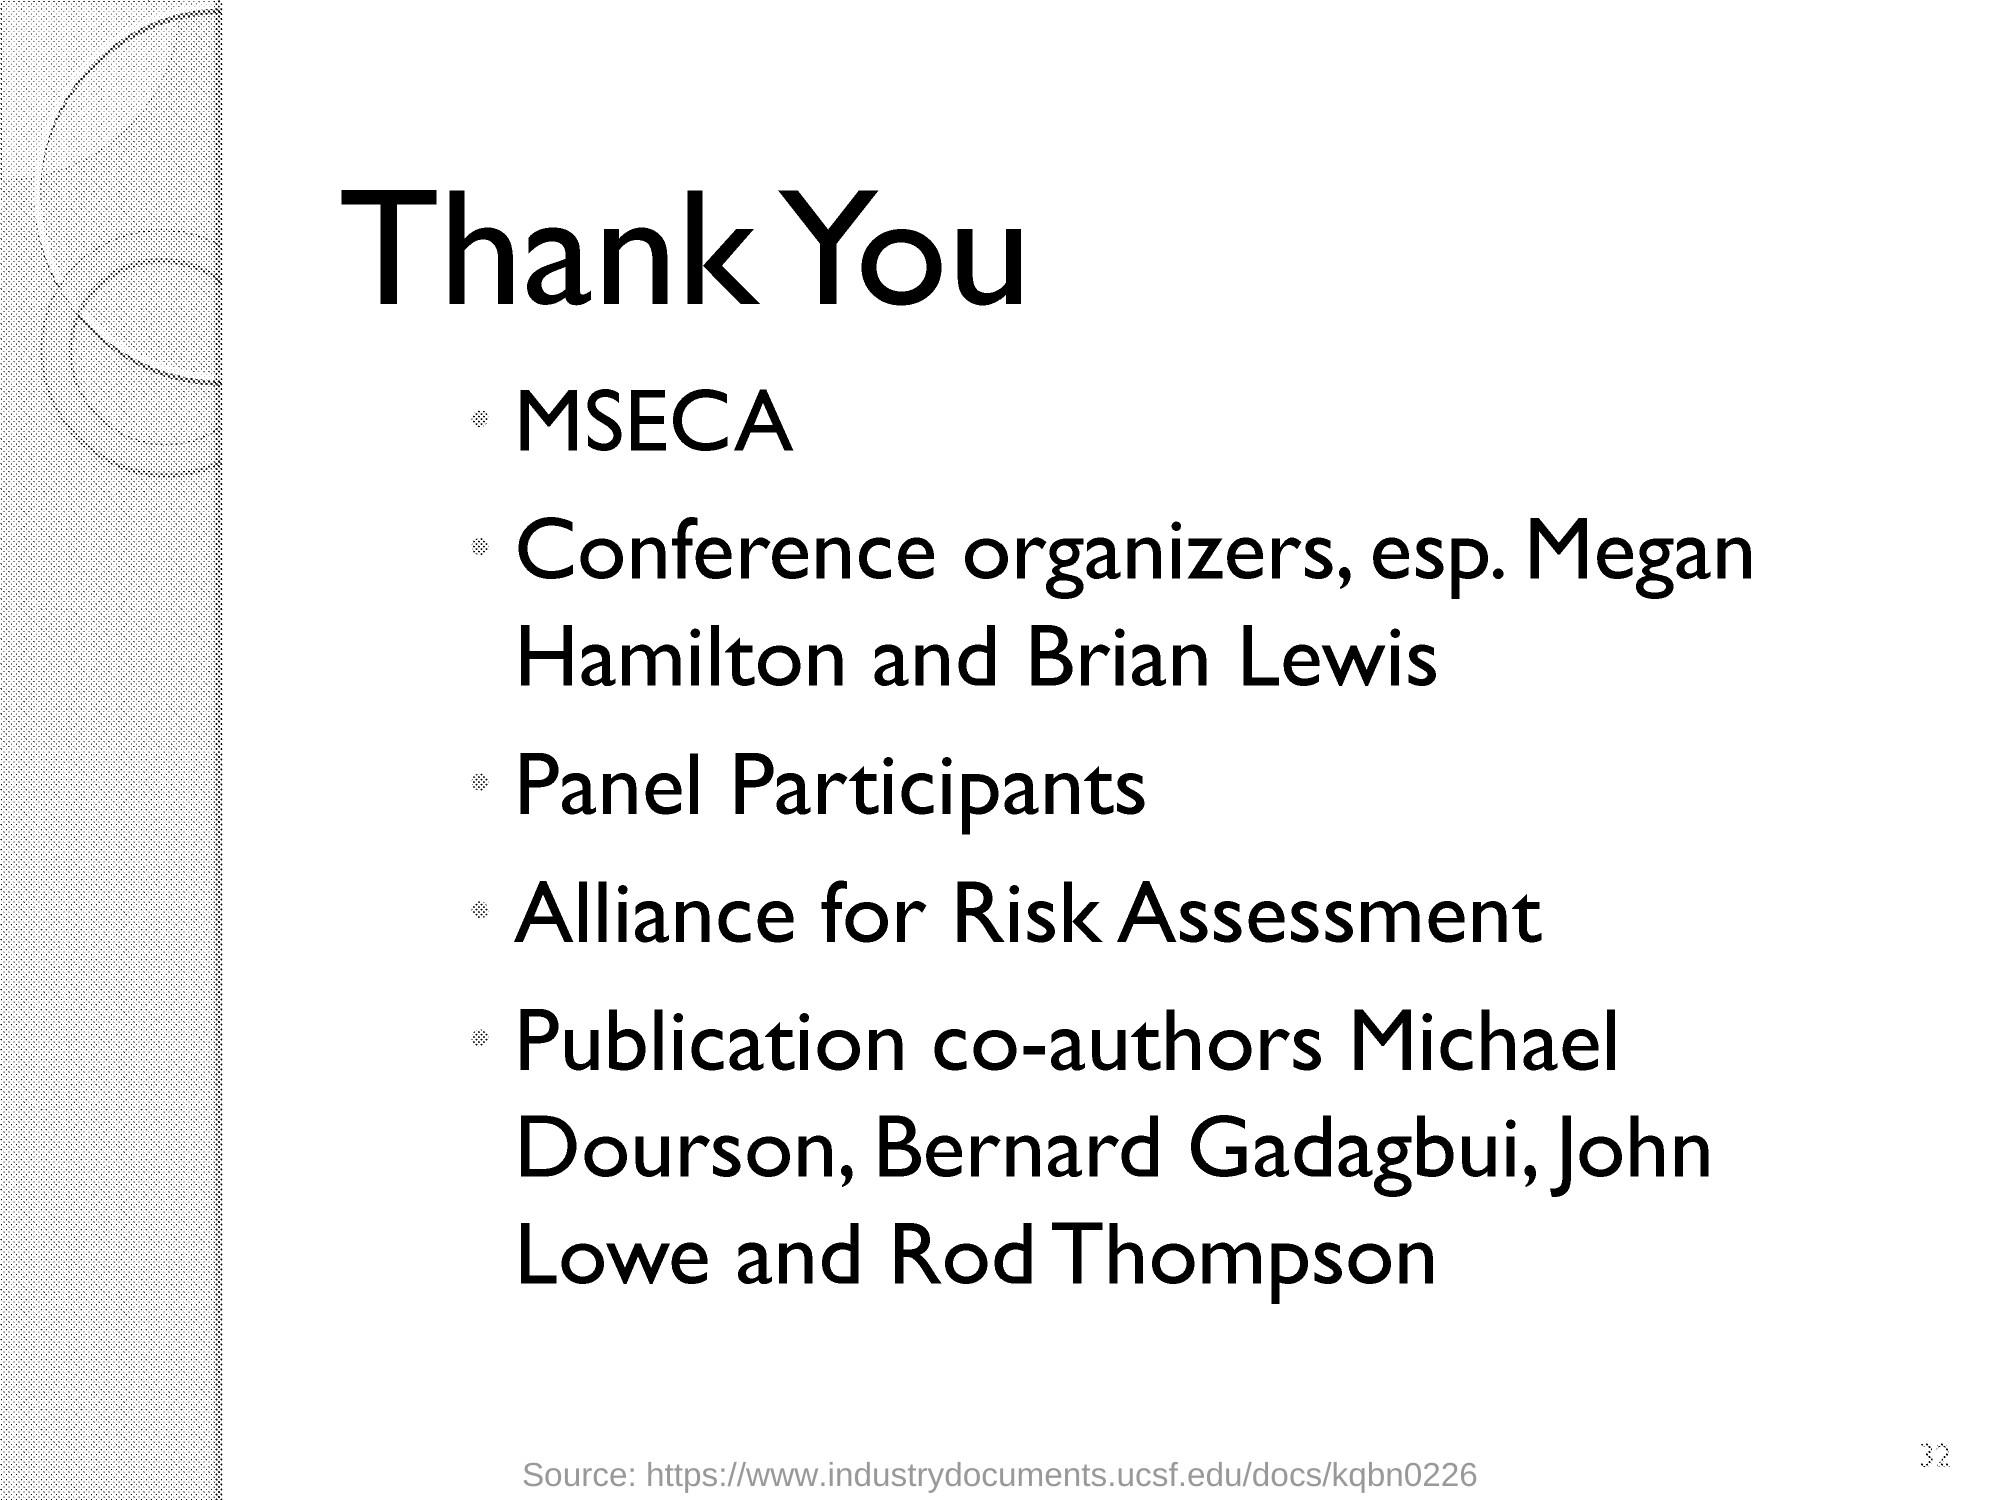 Thank You
• MSECA
• Conference organizers, esp. Megan
Hamilton and Brian Lewis
• Panel Participants
• Alliance for Risk Assessment
• Publication co-authors Michael
Dourson, Bernard Gadagbui, John
Lowe and Rod Thompson
32
Source: https://www.industrydocuments.ucsf.edu/docs/kqbn0226